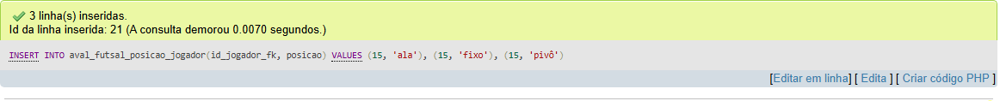 3 linha(s) inseridas.
Id da linha inserida: 21 (A consulta demorou 0.0070 segundos.)
INSERT INTO aval_futsal_posicao_jogador(id_jogador_fk, posicao) VALUES (15, 'ala'), (15, 'fixo'), (15, 'pivô')
[Editar em linha] [ Edita ] [ Criar código PHP ]